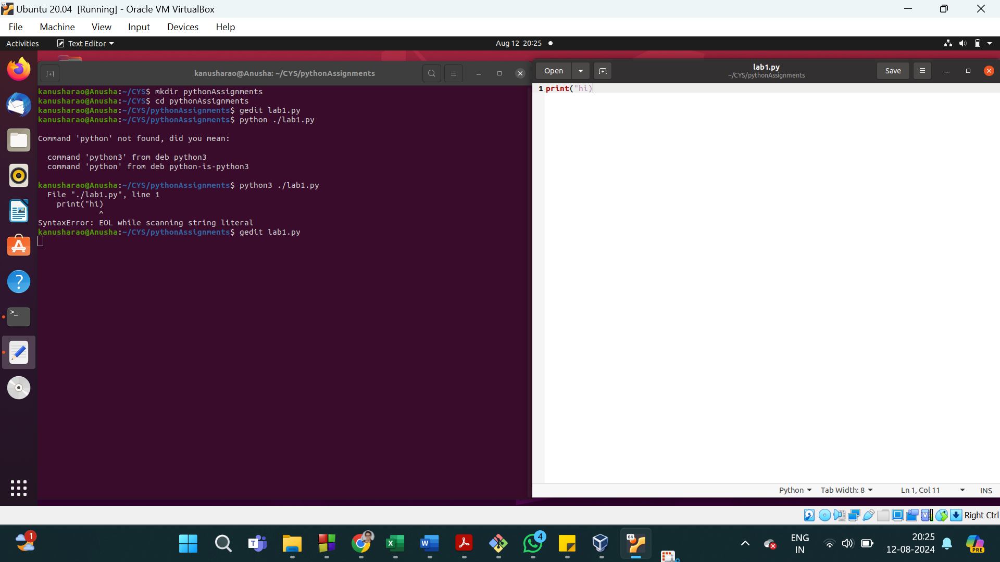 Ubuntu 20.04 [Running] - Oracle VM VirtualBox
File Machine View Input Devices Help
Activities Text Editor Aug 12 20:25
kanusharao@Anusha: ~/CYS/pythonAssignments
kanusharao@Anusha:~/CYS$ mkdir pythonAssignments
kanusharao@Anusha:~/CYS$ cd pythonAssignments
kanusharao@Anusha:~/CYS/pythonAssignments$ gedit lab1.py
kanusharao@Anusha:~/CYS/pythonAssignments$ python ./lab1.py
Command 'python' not found, did you mean:
command 'python3' from deb python3
command 'python' from deb python-is-python3
kanusharao@Anusha:~/CYS/pythonAssignments$ python3 ./lab1.py
File "./lab1.py", line 1
print("hi)
^
SyntaxError: EOL while scanning string literal
kanusharao@Anusha:~/CYS/pythonAssignments$ gedit lab1.py
Open lab1.py Save
~/CYS/pythonAssignments
1 print("hi)
Python Tab Width: 8 Ln 1, Col 11 INS
Right Ctrl
1
4
64
PRE
ENG
IN
20:25
12-08-2024